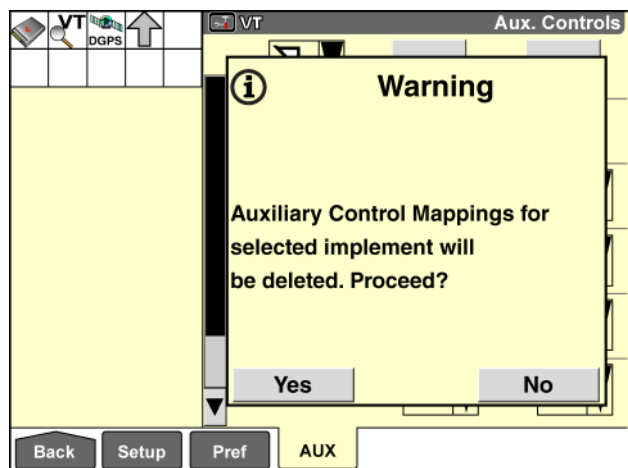 VT
DGPS
VT
Aux. Controls
Warning
Auxiliary Control Mappings for
selected implement will
be deleted. Proceed?
Yes
No
Back
Setup
Pref
AUX